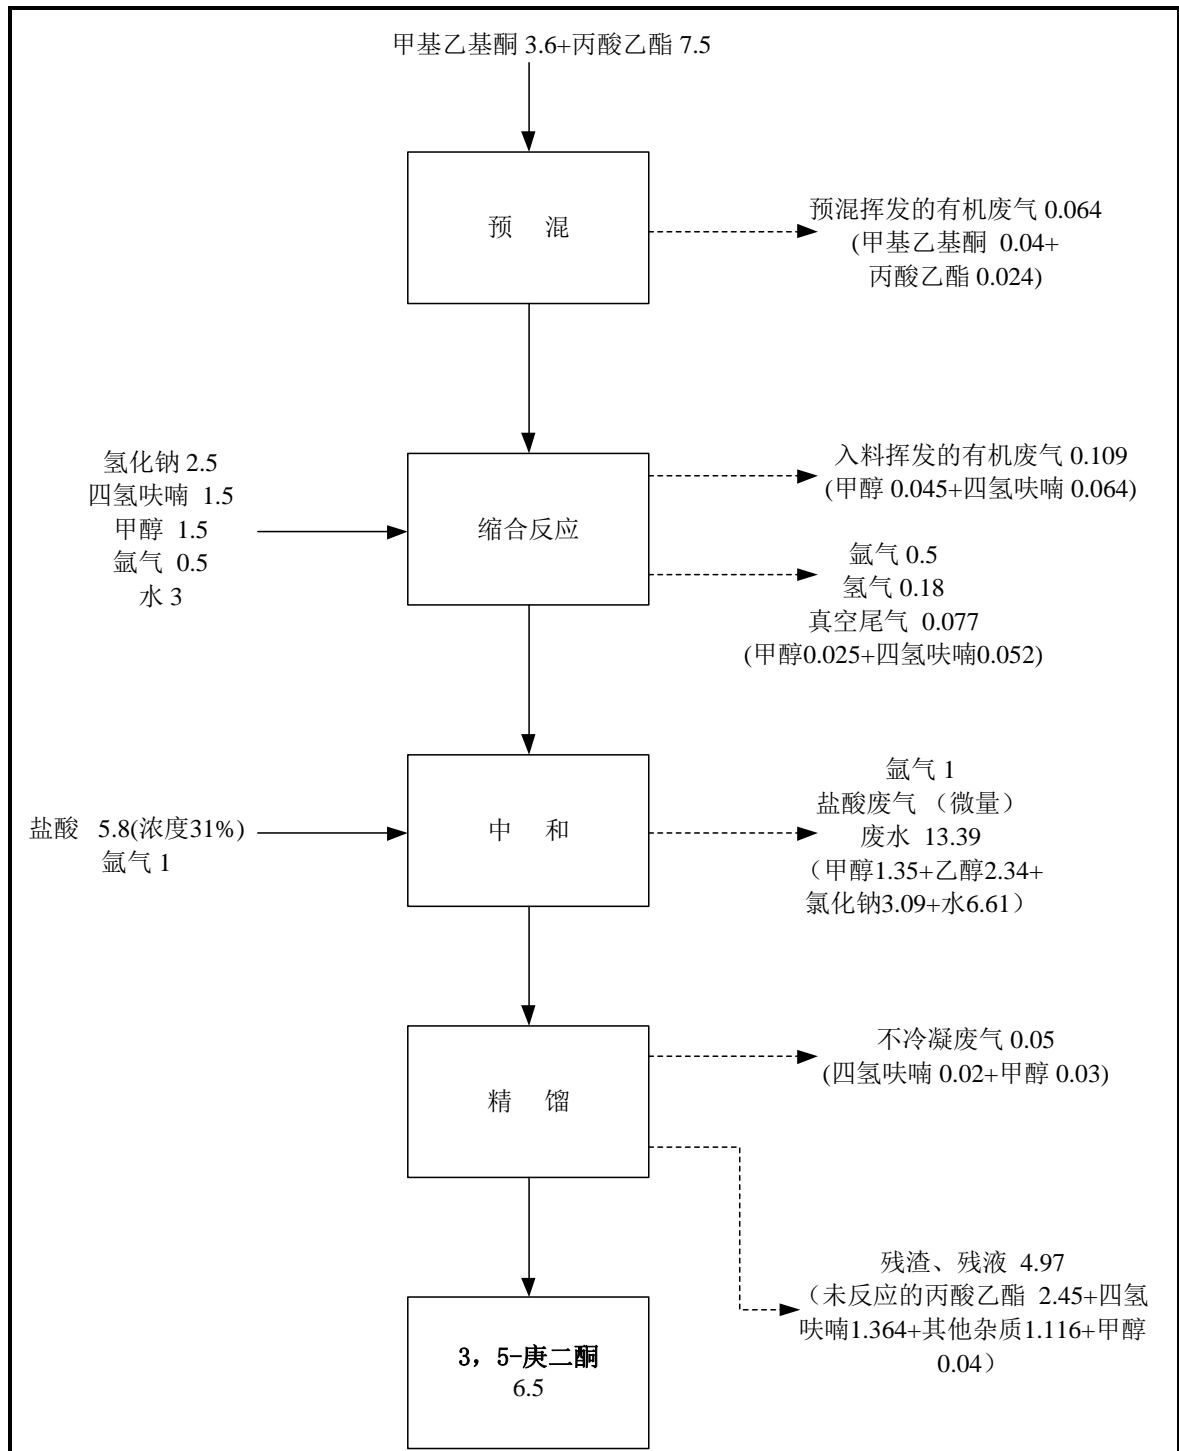 甲基乙基酮 3.6+丙酸乙酯 7.5
预 混
预混挥发的有机废气 0.064
(甲基乙基酮 0.04+
丙酸乙酯 0.024)
氢化钠 2.5
四氢呋喃 1.5
甲醇 1.5
氩气 0.5
水 3
缩合反应
入料挥发的有机废气 0.109
(甲醇 0.045+四氢呋喃 0.064)
氩气 0.5
氢气 0.18
真空尾气 0.077
(甲醇0.025+四氢呋喃0.052)
盐酸 5.8(浓度31%)
氩气 1
中 和
氩气 1
盐酸废气 （微量）
废水 13.39
（甲醇1.35+乙醇2.34+
氯化钠3.09+水6.61）
精 馏
不冷凝废气 0.05
(四氢呋喃 0.02+甲醇 0.03)
残渣、残液 4.97
（未反应的丙酸乙酯 2.45+四氢
呋喃1.364+其他杂质1.116+甲醇
0.04）
3，5-庚二酮
6.5